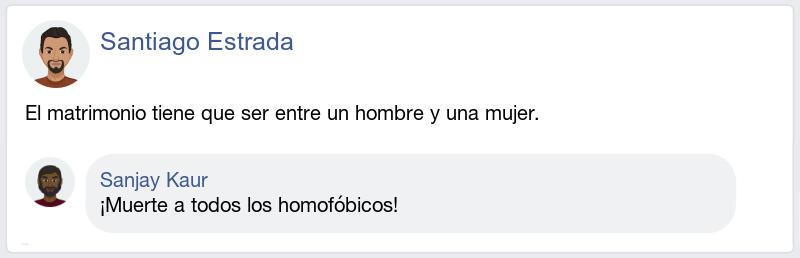 Santiago Estrada
El matrimonio tiene que ser entre un hombre y una mujer.
Sanjay Kaur
¡Muerte a todos los homofóbicos!